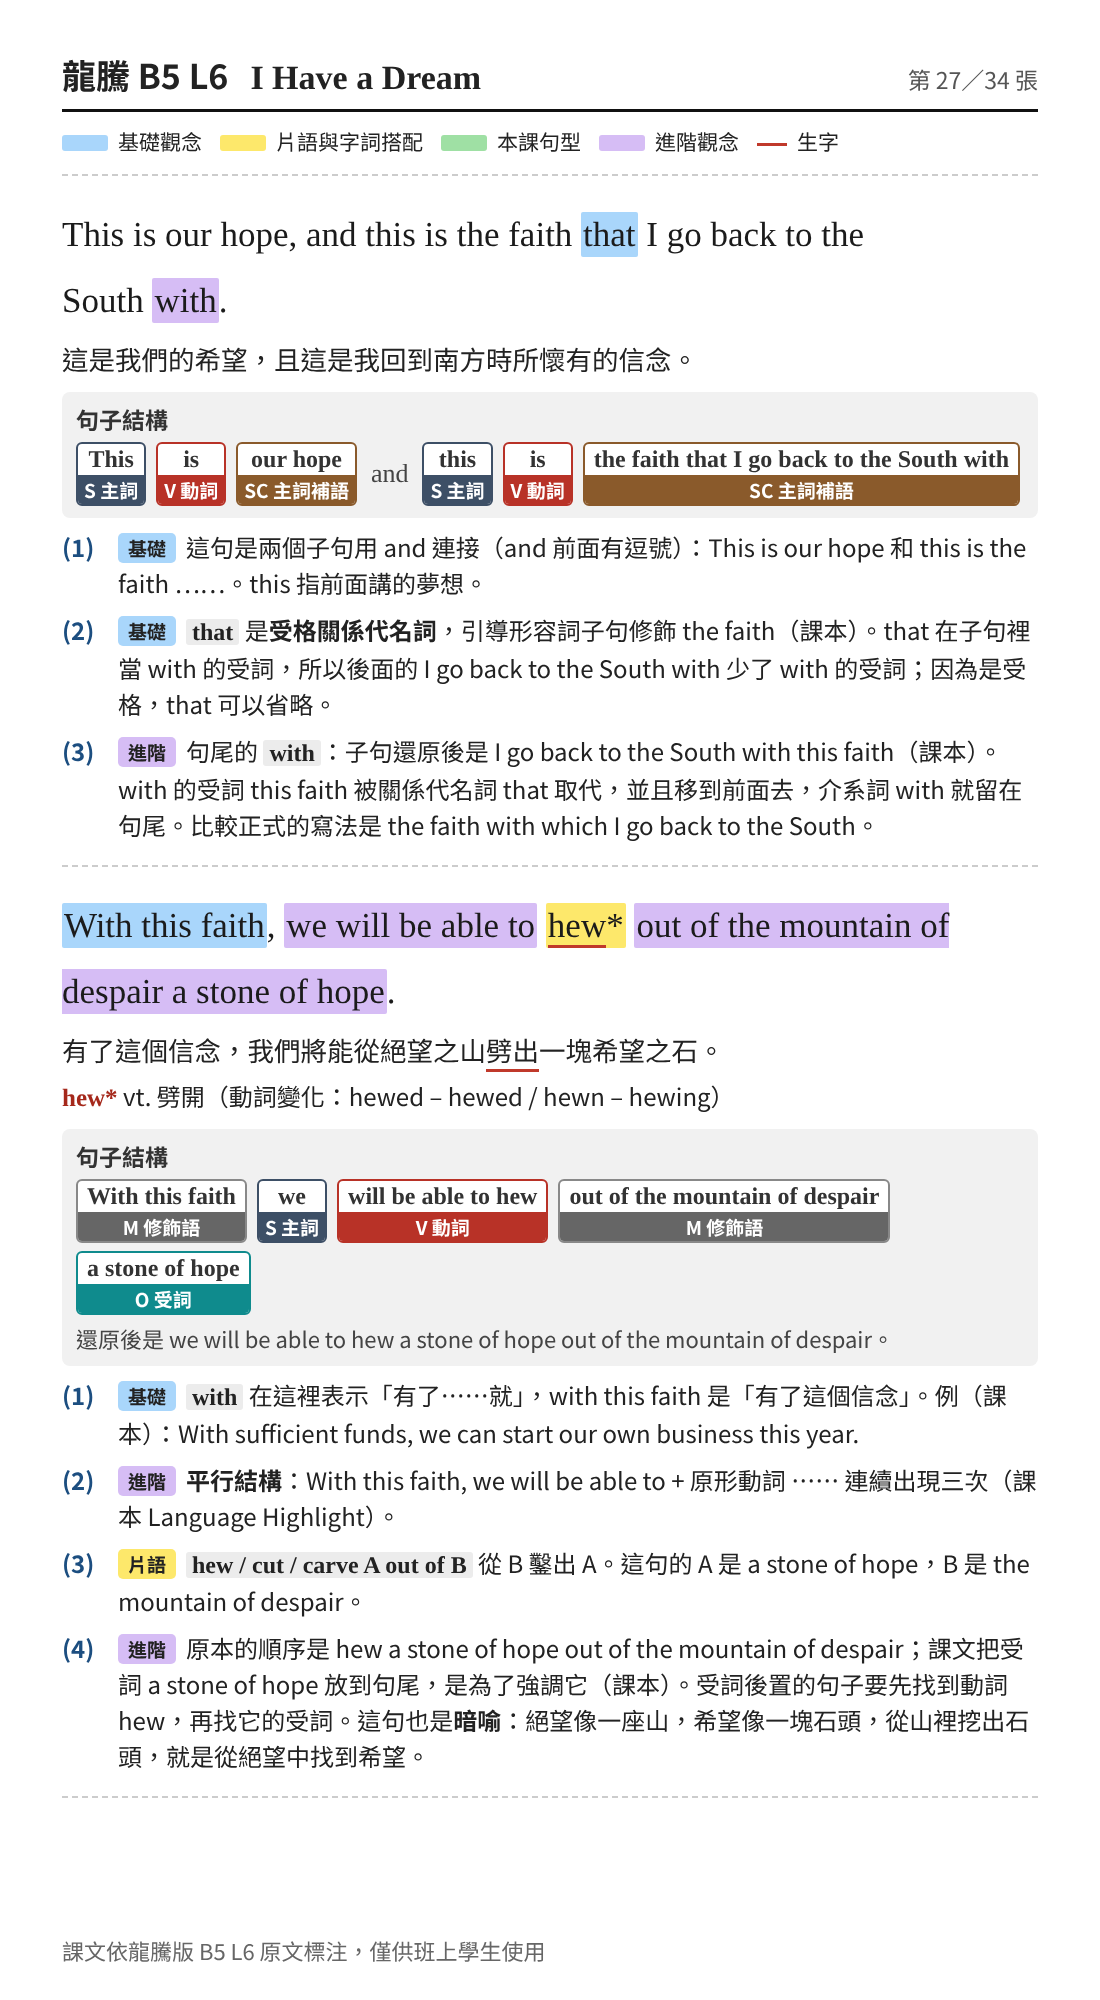 龍騰 B5 L6 I Have a Dream
第 27／34 張
基礎觀念 片語與字詞搭配 本課句型 進階觀念 生字
This is our hope, and this is the faith that I go back to the
South with.
這是我們的希望，且這是我回到南方時所懷有的信念。
句子結構
This is our hope and this is the faith that I go back to the South with
S 主詞 V 動詞 SC 主詞補語 S 主詞 V 動詞 SC 主詞補語
(1) 基礎 這句是兩個子句用 and 連接（and 前面有逗號）：This is our hope 和 this is the
faith ……。this 指前面講的夢想。
(2) 基礎 that 是受格關係代名詞，引導形容詞子句修飾 the faith（課本）。that 在子句裡
當 with 的受詞，所以後面的 I go back to the South with 少了 with 的受詞；因為是受
格，that 可以省略。
(3) 進階 句尾的 with：子句還原後是 I go back to the South with this faith（課本）。
with 的受詞 this faith 被關係代名詞 that 取代，並且移到前面去，介系詞 with 就留在
句尾。比較正式的寫法是 the faith with which I go back to the South。
With this faith, we will be able to hew* out of the mountain of
despair a stone of hope.
有了這個信念，我們將能從絕望之山劈出一塊希望之石。
hew* vt. 劈開（動詞變化：hewed – hewed / hewn – hewing）
句子結構
With this faith we will be able to hew out of the mountain of despair
M 修飾語 S 主詞 V 動詞 M 修飾語
a stone of hope
O 受詞
還原後是 we will be able to hew a stone of hope out of the mountain of despair。
(1) 基礎 with 在這裡表示「有了……就」，with this faith 是「有了這個信念」。例（課
本）：With sufficient funds, we can start our own business this year.
(2) 進階 平行結構：With this faith, we will be able to + 原形動詞 …… 連續出現三次（課
本 Language Highlight）。
(3) 片語 hew / cut / carve A out of B 從 B 鑿出 A。這句的 A 是 a stone of hope，B 是 the
mountain of despair。
(4) 進階 原本的順序是 hew a stone of hope out of the mountain of despair；課文把受
詞 a stone of hope 放到句尾，是為了強調它（課本）。受詞後置的句子要先找到動詞
hew，再找它的受詞。這句也是暗喻：絕望像一座山，希望像一塊石頭，從山裡挖出石
頭，就是從絕望中找到希望。
課文依龍騰版 B5 L6 原文標注，僅供班上學生使用